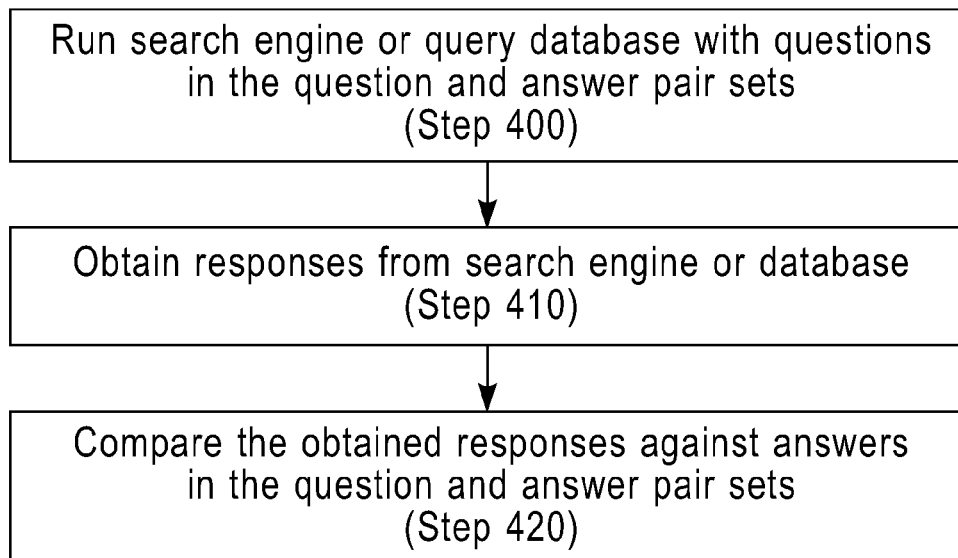 Run search engine or query database with questions
in the question and answer pair sets
(Step 400)
Obtain responses from search engine or database
(Step 410)
Compare the obtained responses against answers
in the question and answer pair sets
(Step 420)